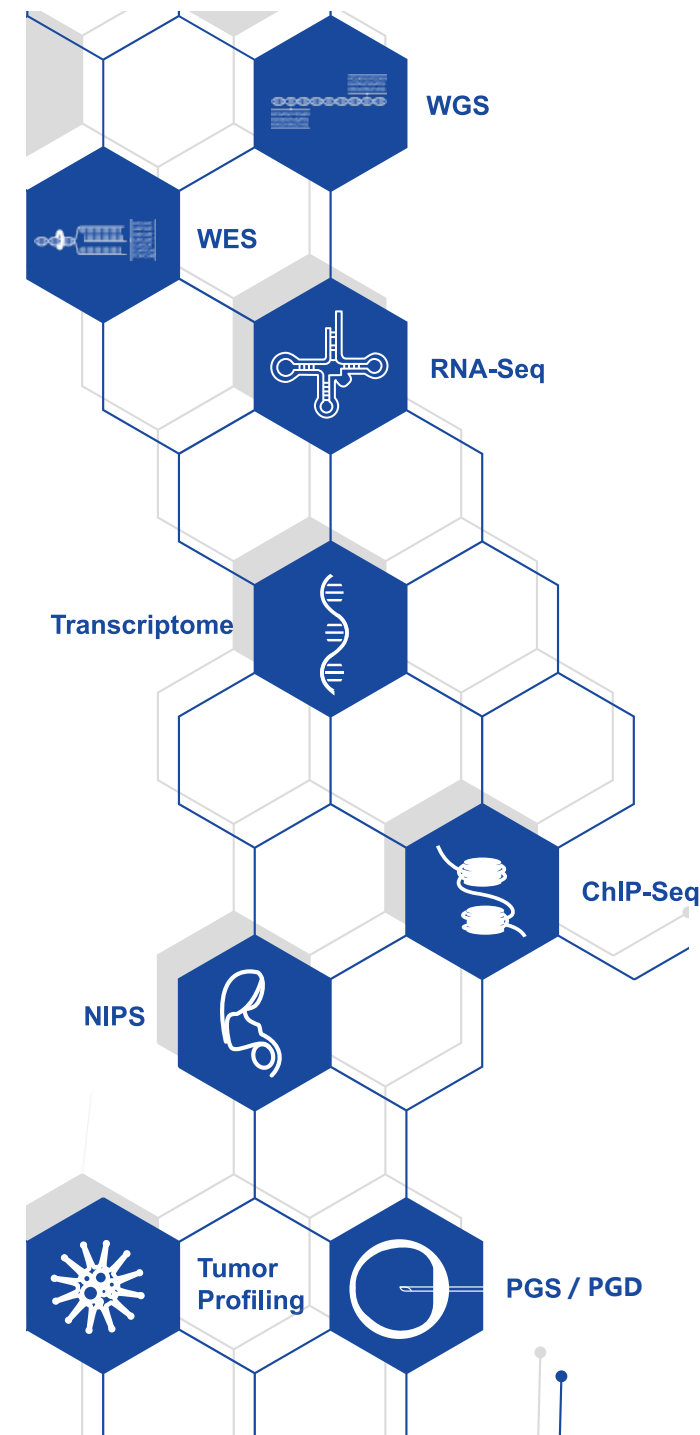 WGS
WES
RNA-Seq
Transcriptome
ChIP-Seq
NIPS
Tumor
Profiling
PGS / PGD